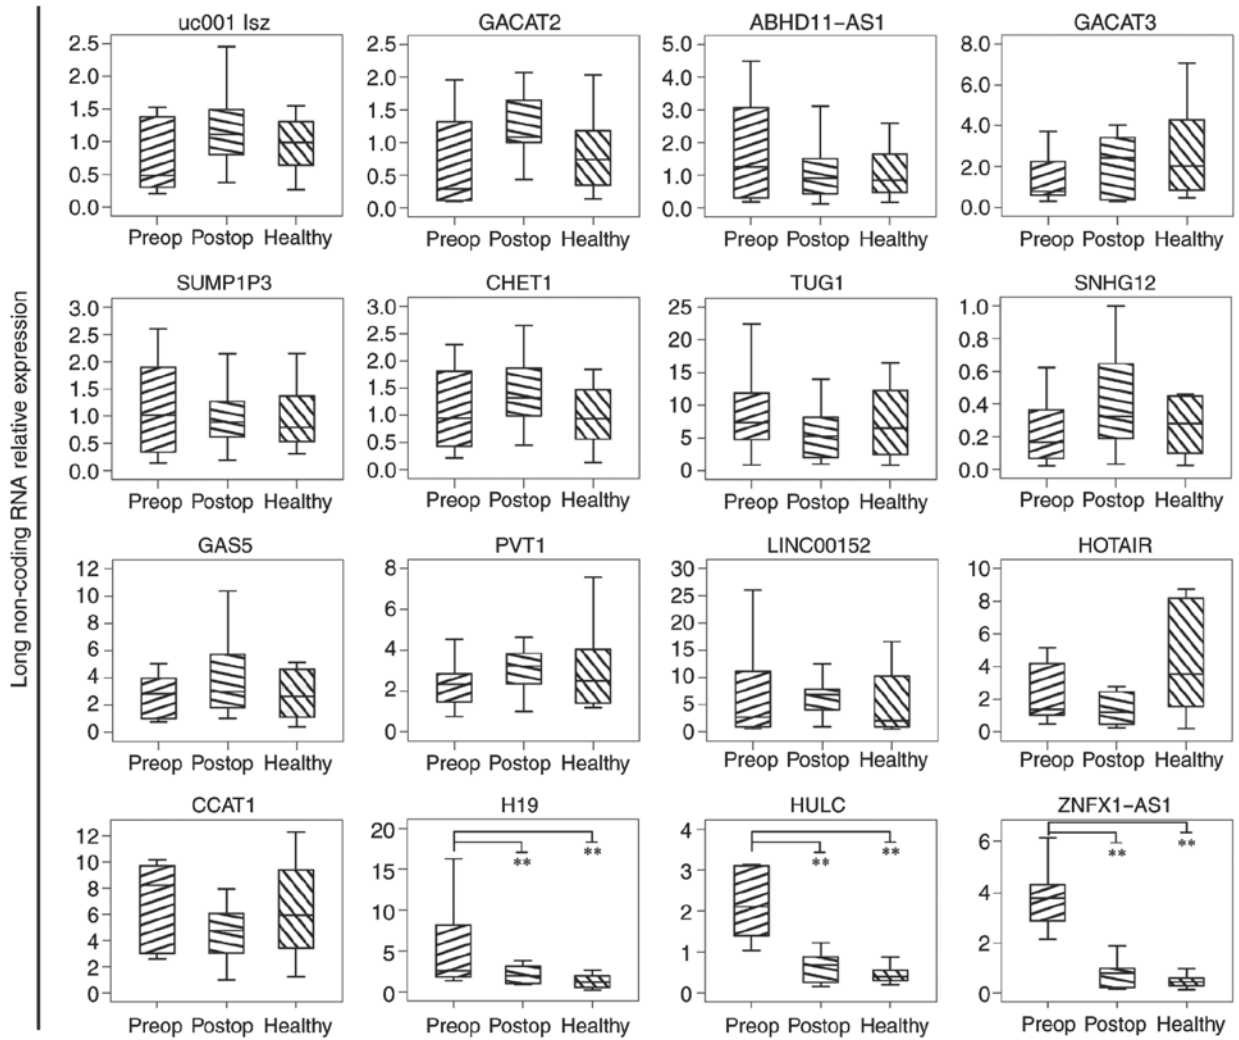 Long non-coding RNA relative expression
uc001 lsz
2.5
2.0
1.5
1.0
0.5
0.0
Preop Postop Healthy
GACAT2
2.5
2.0
1.5
1.0
0.5
0.0
Preop Postop Healthy
ABHD11-AS1
5.0
4.0
3.0
2.0
1.0
0.0
Preop Postop Healthy
GACAT3
8.0
6.0
4.0
2.0
0.0
Preop Postop Healthy
SUMP1P3
3.0
2.5
2.0
1.5
1.0
0.5
0.0
Preop Postop Healthy
CHET1
3.0
2.5
2.0
1.5
1.0
0.5
0.0
Preop Postop Healthy
TUG1
25
20
15
10
5
0
Preop Postop Healthy
SNHG12
1.0
0.8
0.6
0.4
0.2
0.0
Preop Postop Healthy
GAS5
12
10
8
6
4
2
0
Preop Postop Healthy
PVT1
8
6
4
2
0
Preop Postop Healthy
LINC00152
30
25
20
15
10
5
0
Preop Postop Healthy
HOTAIR
10
8
6
4
2
0
Preop Postop Healthy
CCAT1
12
10
8
6
4
2
0
Preop Postop Healthy
H19
20
15
10
5
0
** **
Preop Postop Healthy
HULC
4
3
2
1
0
** **
Preop Postop Healthy
ZNFX1-AS1
6
4
2
0
** **
Preop Postop Healthy